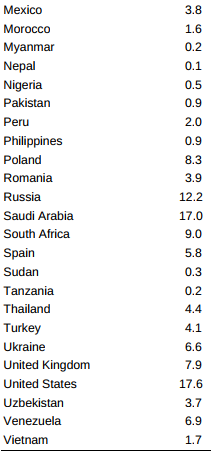 Mexico 3.8
Morocco 1.6
Myanmar 0.2
Nepal 0.1
Nigeria 0.5
Pakistan 0.9
Peru 2.0
Philippines 0.9
Poland 8.3
Romania 3.9
Russia 12.2
Saudi Arabia 17.0
South Africa 9.0
Spain 5.8
Sudan 0.3
Tanzania 0.2
Thailand 4.4
Turkey 4.1
Ukraine 6.6
United Kingdom 7.9
United States 17.6
Uzbekistan 3.7
Venezuela 6.9
Vietnam 1.7